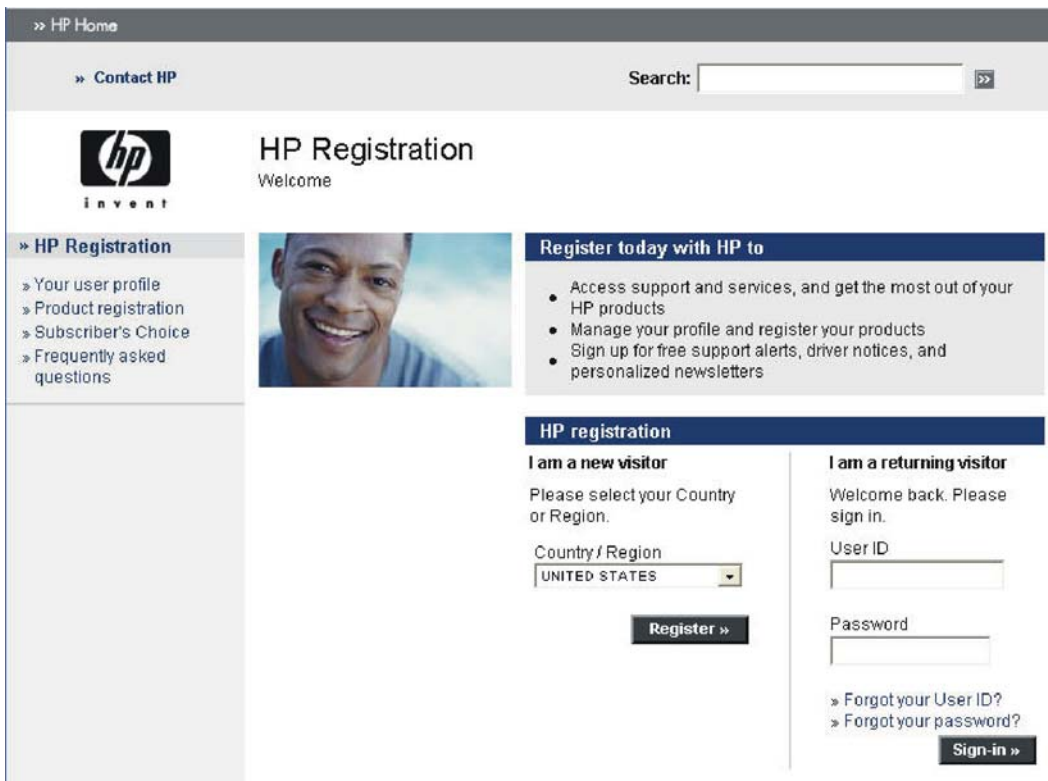 » HP Home
» Contact HP
Search:
»
hp
invent
HP Registration
Welcome
» HP Registration
» Your user profile
» Product registration
» Subscriber's Choice
» Frequently asked
questions
Register today with HP to
• Access support and services, and get the most out of your
HP products
• Manage your profile and register your products
• Sign up for free support alerts, driver notices, and
personalized newsletters
HP registration
I am a new visitor
Please select your Country
or Region.
Country / Region
UNITED STATES
Register »
I am a returning visitor
Welcome back. Please
sign in.
User ID
Password
» Forgot your User ID?
» Forgot your password?
Sign-in »